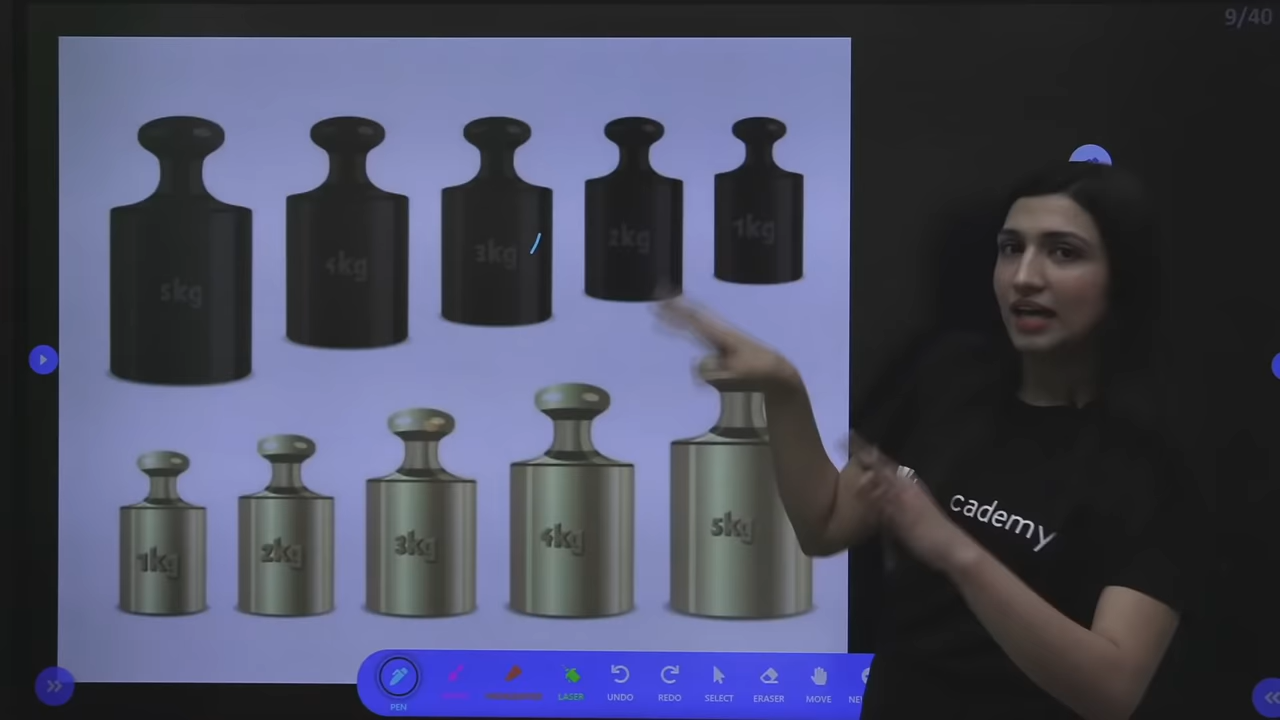 9/40
5kg
4kg
3kg
2kg
1kg
1kg
2kg
3kg
4kg
5kg
cademy
PEN
LASER
UNDO
REDO
SELECT
ERASER
MOVE